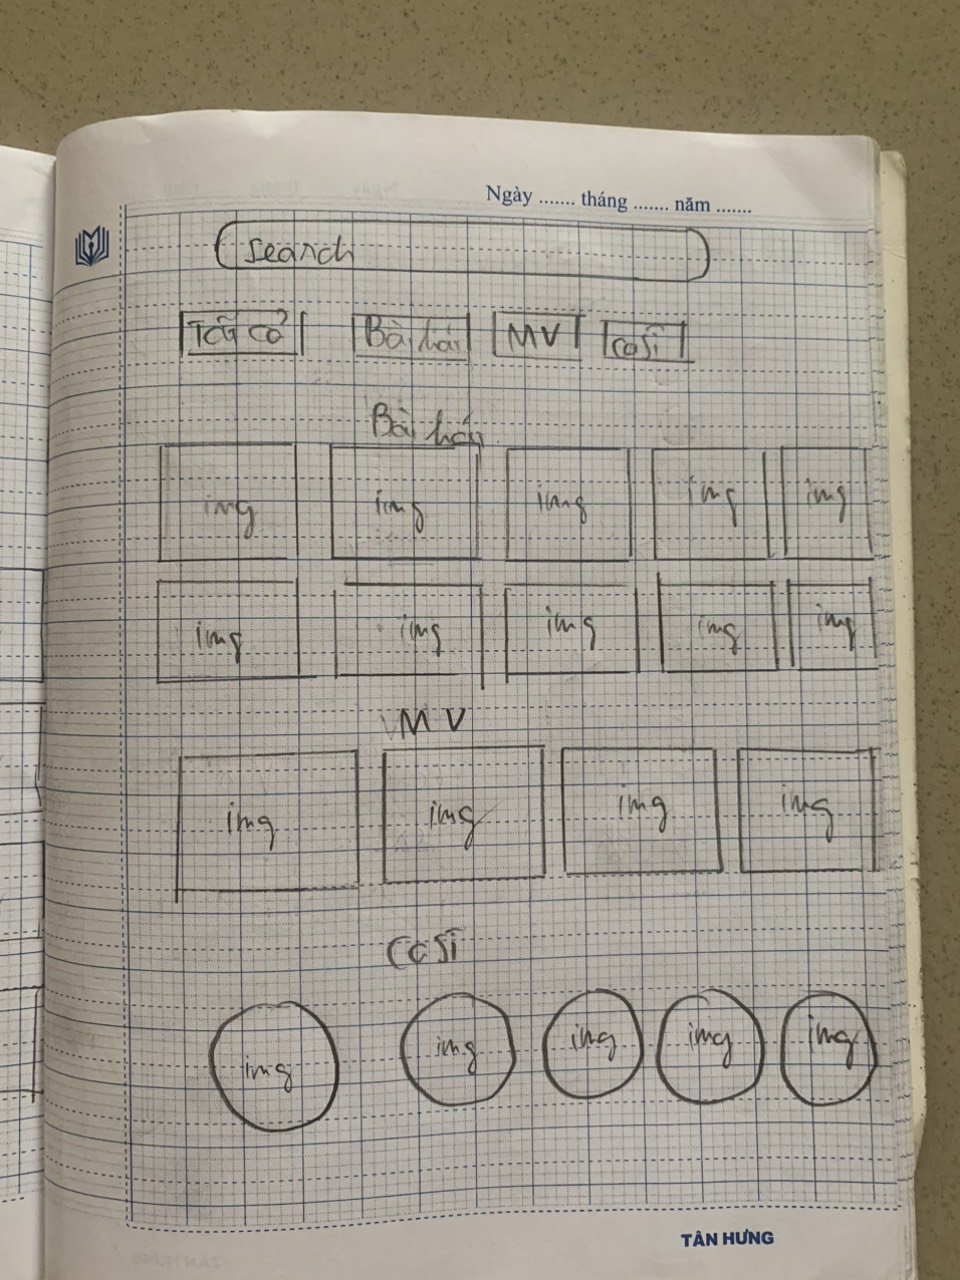 Ngày ....... tháng ....... năm .......
search
Tất cả Bài hát MV ca sĩ
Bài hát
img img img img img
img img img img img
MV
img img img img
Ca Sĩ
img img img img img
TÂN HƯNG